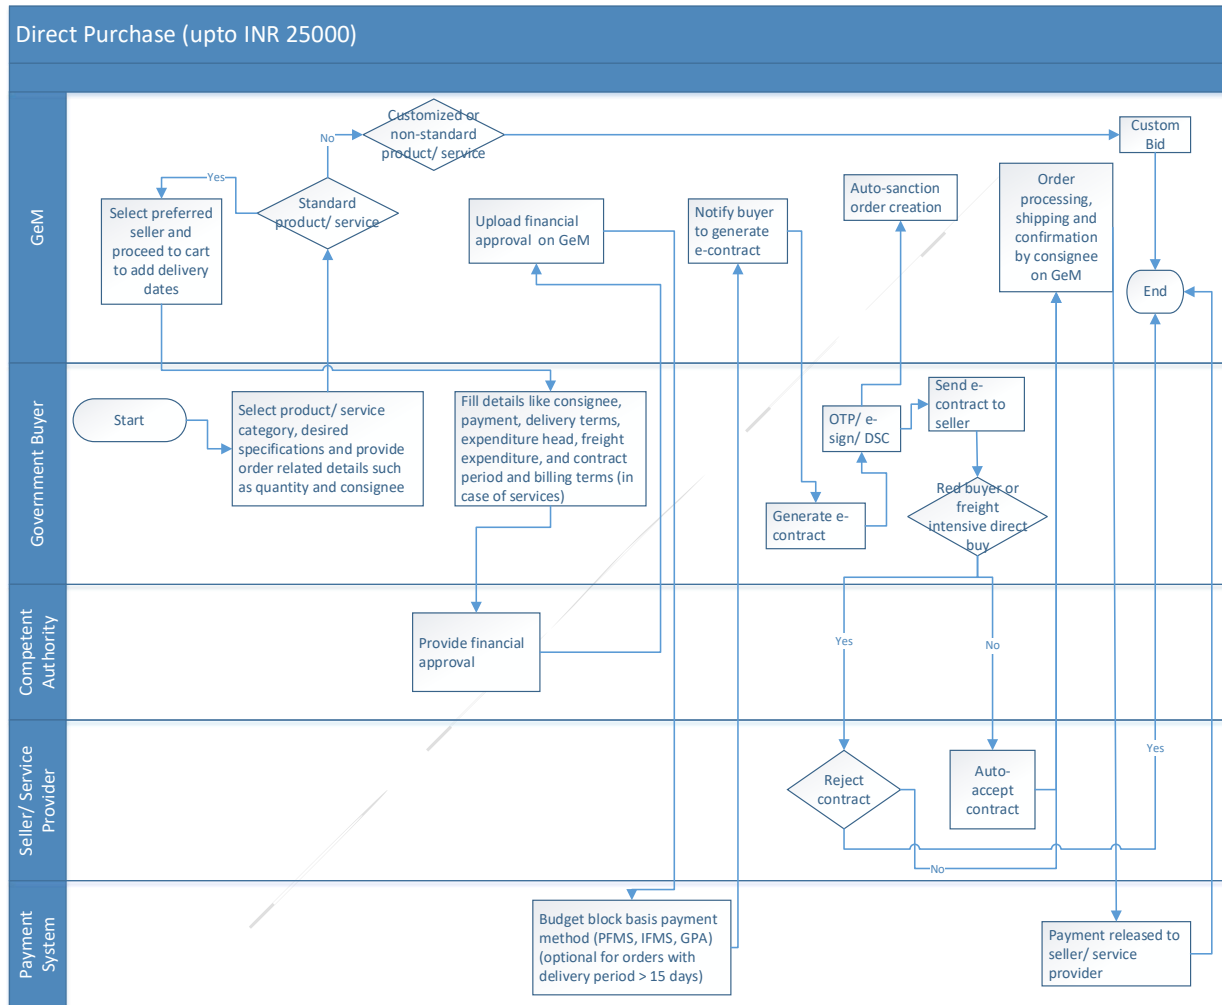 Direct Purchase (upto INR 25000)
GeM
Customized or
non-standard
product/ service
No
Custom
Bid
Yes
Standard
product/ service
Select preferred
seller and
proceed to cart
to add delivery
dates
Upload financial
approval on GeM
Notify buyer
to generate
e-contract
Auto-sanction
order creation
Order
processing,
shipping and
confirmation
by consignee
on GeM
End
Government Buyer
Start
Select product/ service
category, desired
specifications and provide
order related details such
as quantity and consignee
Fill details like consignee,
payment, delivery terms,
expenditure head, freight
expenditure, and contract
period and billing terms (in
case of services)
Generate e-
contract
OTP/ e-
sign/ DSC
Send e-
contract to
seller
Red buyer or
freight
intensive direct
buy
Competent
Authority
Provide financial
approval
Yes
No
Seller/ Service
Provider
Reject
contract
Auto-
accept
contract
Yes
No
Payment
System
Budget block basis payment
method (PFMS, IFMS, GPA)
(optional for orders with
delivery period > 15 days)
Payment released to
seller/ service
provider